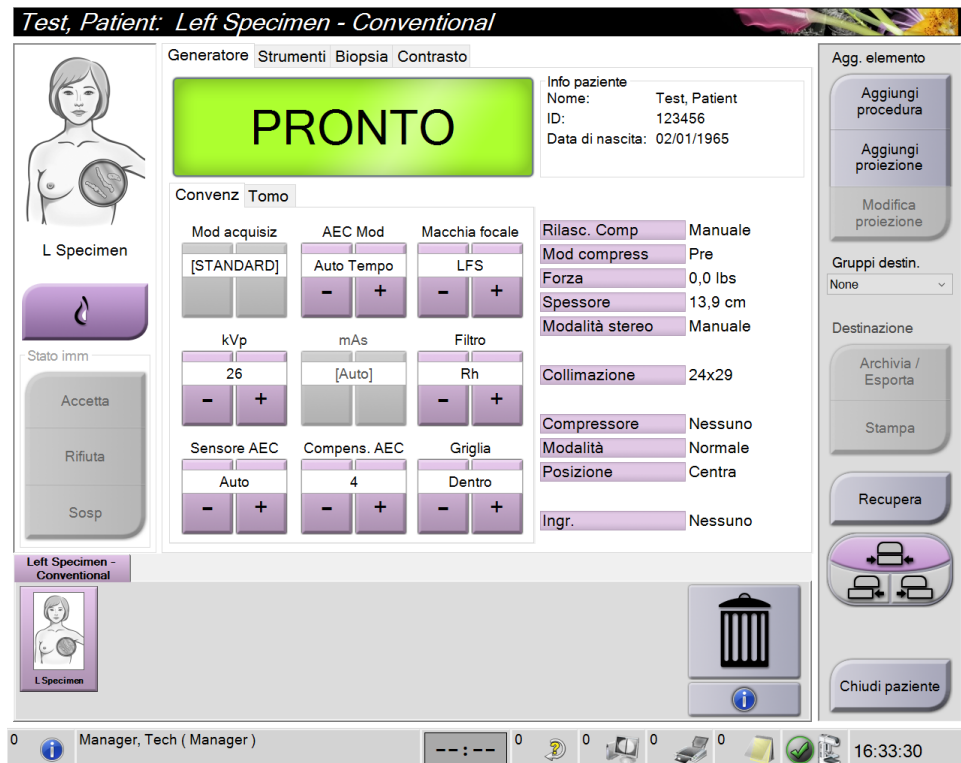 Test, Patient: Left Specimen - Conventional
Generatore Strumenti Biopsia Contrasto
PRONTO
Info paziente
Nome: Test, Patient
ID: 123456
Data di nascita: 02/01/1965
L Specimen
Stato imm
Accetta
Rifiuta
Sosp
Convenz Tomo
Mod acquisiz AEC Mod Macchia focale
[STANDARD] Auto Tempo LFS
- + - +
kVp mAs Filtro
26 [Auto] Rh
- + - +
Sensore AEC Compens. AEC Griglia
Auto 4 Dentro
- + - + - +
Rilasc. Comp Manuale
Mod compress Pre
Forza 0,0 lbs
Spessore 13,9 cm
Modalità stereo Manuale
Collimazione 24x29
Compressore Nessuno
Modalità Normale
Posizione Centra
Ingr. Nessuno
Agg. elemento
Aggiungi
procedura
Aggiungi
proiezione
Modifica
proiezione
Gruppi destin.
None
Destinazione
Archivia /
Esporta
Stampa
Recupera
Chiudi paziente
Left Specimen -
Conventional
L Specimen
0 Manager, Tech ( Manager ) --:-- 0 0 0 0 16:33:30